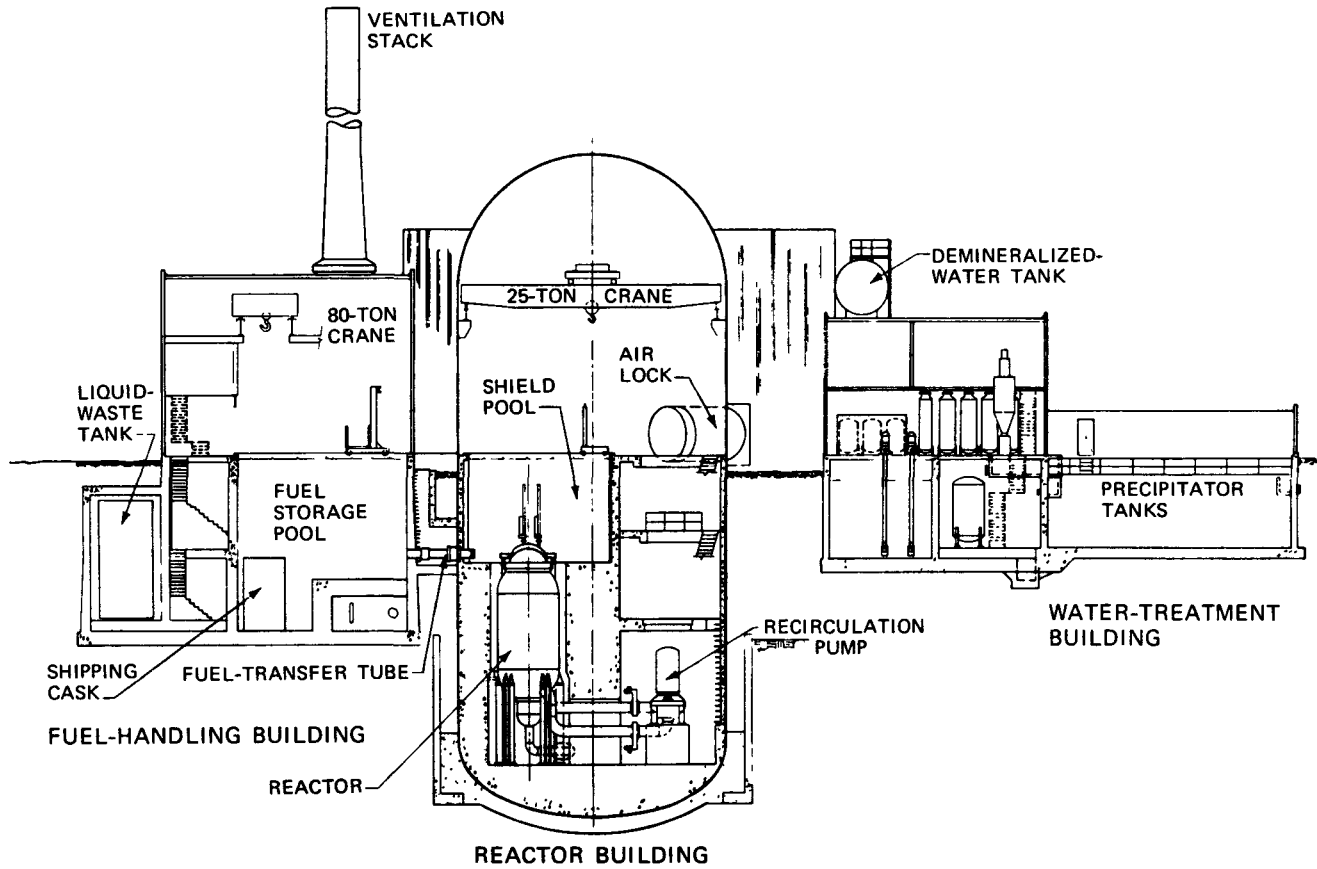 VENTILATION
STACK
DEMINERALIZED-
WATER TANK
25-TON CRANE
80-TON
CRANE
AIR
LOCK
SHIELD
POOL
LIQUID-
WASTE
TANK
FUEL
STORAGE
POOL
PRECIPITATOR
TANKS
WATER-TREATMENT
BUILDING
RECIRCULATION
PUMP
SHIPPING
CASK
FUEL-TRANSFER TUBE
FUEL-HANDLING BUILDING
REACTOR
REACTOR BUILDING